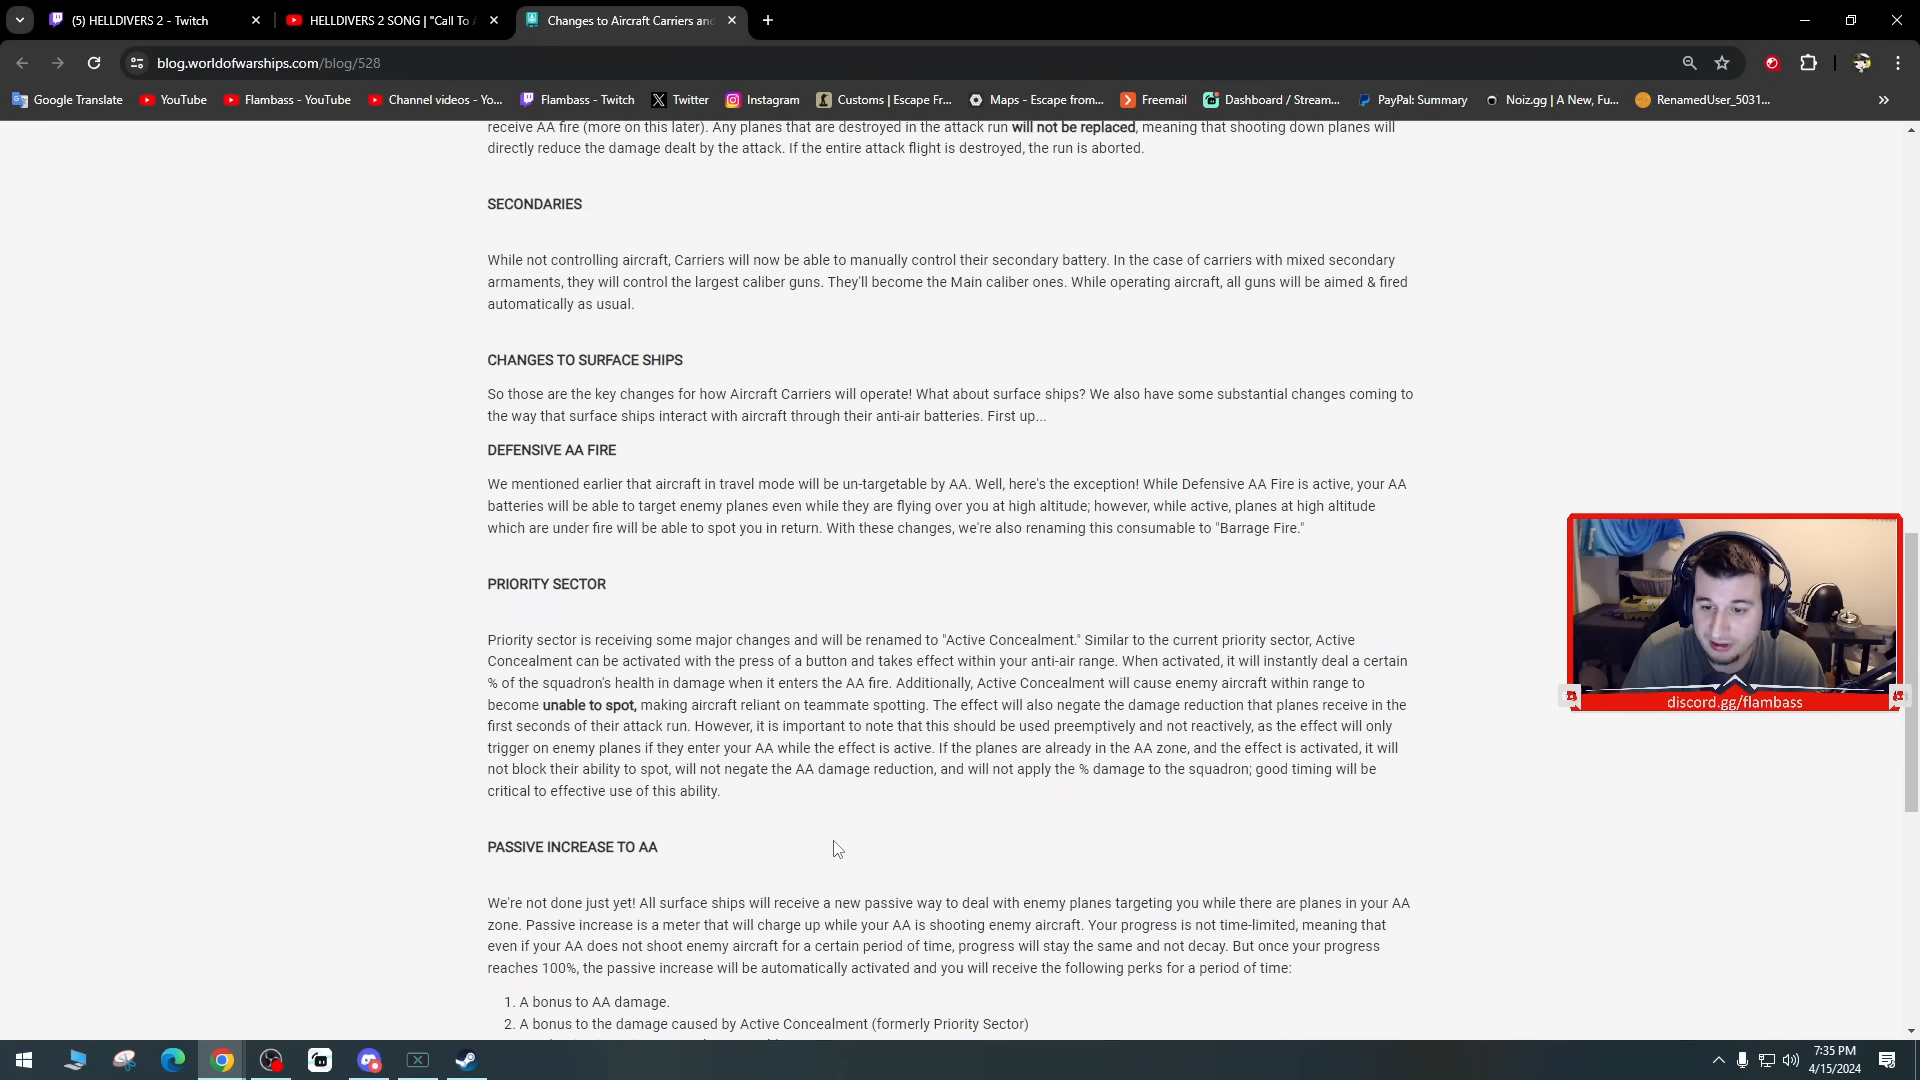 (5) HELLDIVERS 2 - Twitch
HELLDIVERS 2 SONG | "Call To A
Changes to Aircraft Carriers and
blog.worldofwarships.com/blog/528
Google Translate
YouTube
Flambass - YouTube
Channel videos - Yo...
Flambass - Twitch
Twitter
Instagram
Customs | Escape Fr...
Maps - Escape from...
Freemail
Dashboard / Stream...
PayPal: Summary
Noiz.gg | A New, Fu...
RenamedUser_5031...
receive AA fire (more on this later). Any planes that are destroyed in the attack run will not be replaced, meaning that shooting down planes will
directly reduce the damage dealt by the attack. If the entire attack flight is destroyed, the run is aborted.
SECONDARIES
While not controlling aircraft, Carriers will now be able to manually control their secondary battery. In the case of carriers with mixed secondary
armaments, they will control the largest caliber guns. They'll become the Main caliber ones. While operating aircraft, all guns will be aimed & fired
automatically as usual.
CHANGES TO SURFACE SHIPS
So those are the key changes for how Aircraft Carriers will operate! What about surface ships? We also have some substantial changes coming to
the way that surface ships interact with aircraft through their anti-air batteries. First up...
DEFENSIVE AA FIRE
We mentioned earlier that aircraft in travel mode will be un-targetable by AA. Well, here's the exception! While Defensive AA Fire is active, your AA
batteries will be able to target enemy planes even while they are flying over you at high altitude; however, while active, planes at high altitude
which are under fire will be able to spot you in return. With these changes, we're also renaming this consumable to "Barrage Fire."
PRIORITY SECTOR
Priority sector is receiving some major changes and will be renamed to "Active Concealment." Similar to the current priority sector, Active
Concealment can be activated with the press of a button and takes effect within your anti-air range. When activated, it will instantly deal a certain
% of the squadron's health in damage when it enters the AA fire. Additionally, Active Concealment will cause enemy aircraft within range to
become unable to spot, making aircraft reliant on teammate spotting. The effect will also negate the damage reduction that planes receive in the
first seconds of their attack run. However, it is important to note that this should be used preemptively and not reactively, as the effect will only
trigger on enemy planes if they enter your AA while the effect is active. If the planes are already in the AA zone, and the effect is activated, it will
not block their ability to spot, will not negate the AA damage reduction, and will not apply the % damage to the squadron; good timing will be
critical to effective use of this ability.
PASSIVE INCREASE TO AA
We're not done just yet! All surface ships will receive a new passive way to deal with enemy planes targeting you while there are planes in your AA
zone. Passive increase is a meter that will charge up while your AA is shooting enemy aircraft. Your progress is not time-limited, meaning that
even if your AA does not shoot enemy aircraft for a certain period of time, progress will stay the same and not decay. But once your progress
reaches 100%, the passive increase will be automatically activated and you will receive the following perks for a period of time:
1. A bonus to AA damage.
2. A bonus to the damage caused by Active Concealment (formerly Priority Sector)
discord.gg/flambass
7:35 PM
4/15/2024